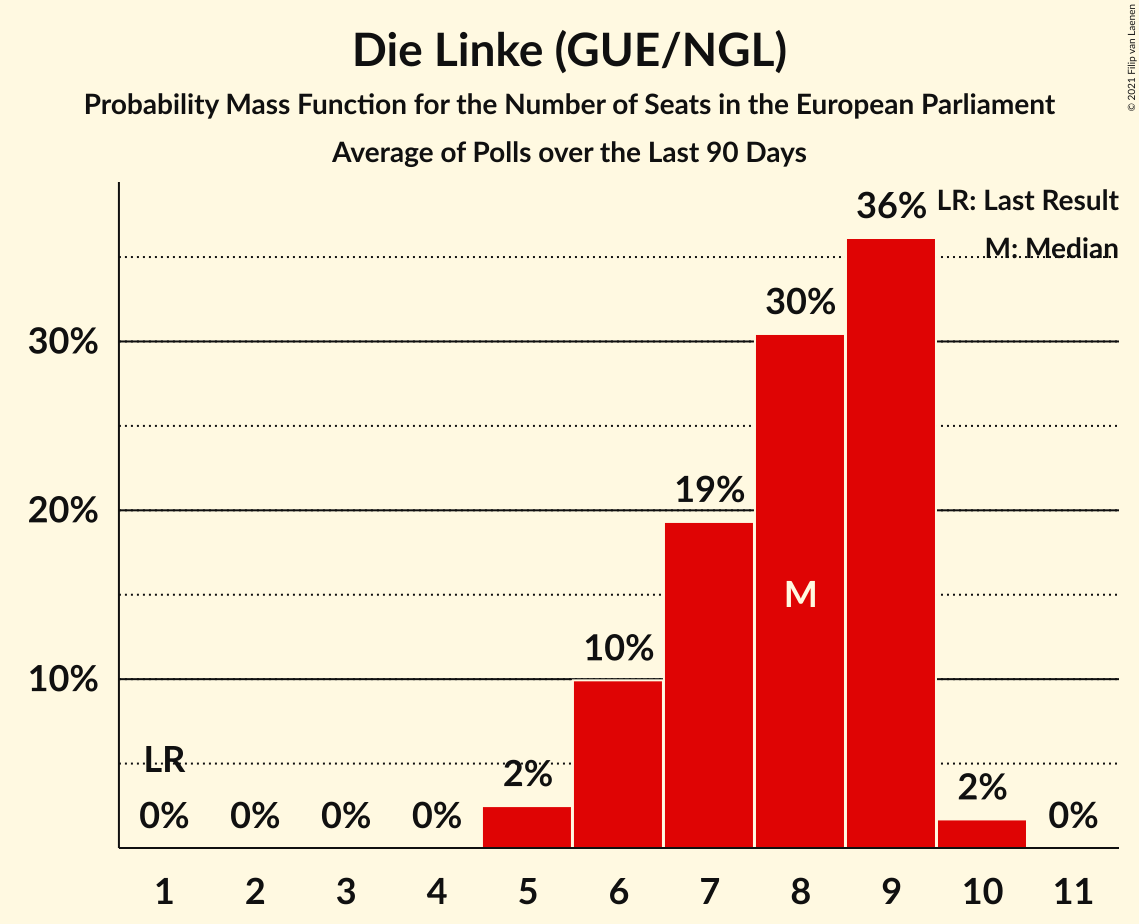 Die Linke (GUE/NGL)
Probability Mass Function for the Number of Seats in the European Parliament
Average of Polls over the Last 90 Days
© 2021 Filip van Laenen
LR: Last Result
M: Median
36%
30%
30%
20%
19%
M
10%
10%
LR
2%
2%
0%
0%
0%
0%
0%
1 2 3 4 5 6 7 8 9 10 11